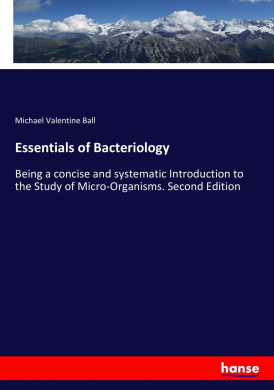 Michael Valentine Ball
Essentials of Bacteriology
Being a concise and systematic Introduction to
the Study of Micro-Organisms. Second Edition
hanse